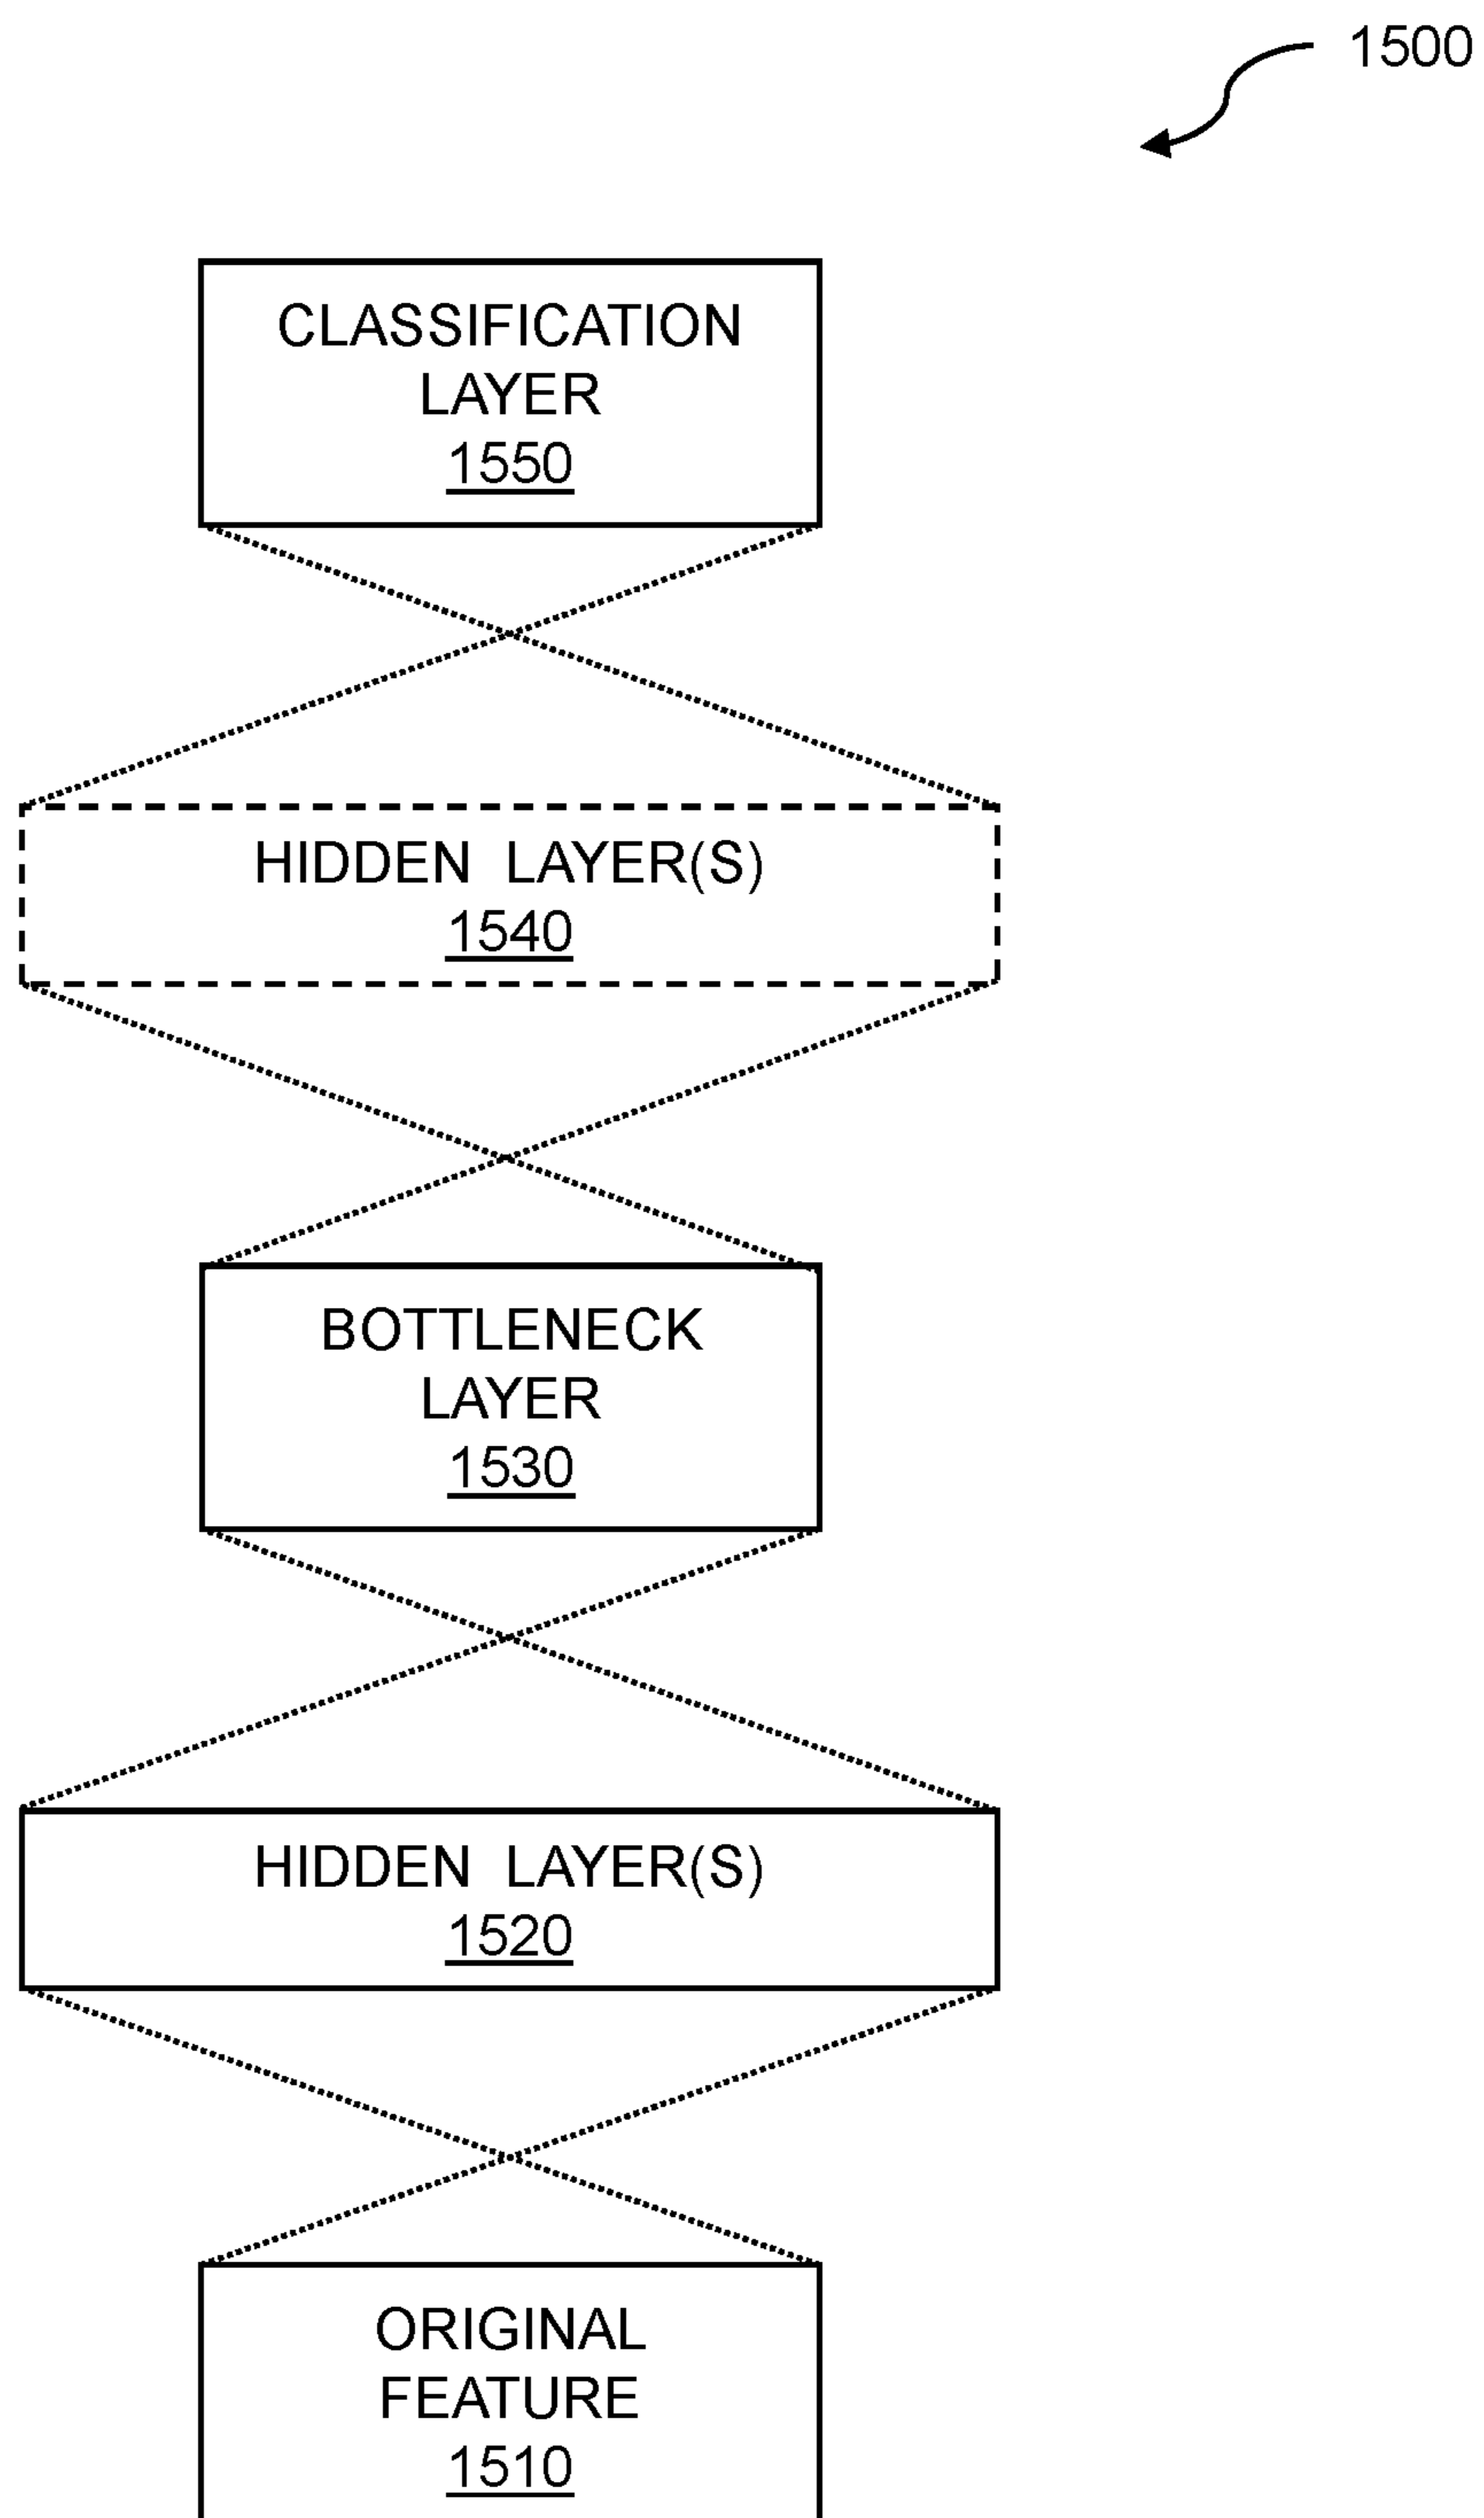 1500
CLASSIFICATION
LAYER
1550
HIDDEN LAYER(S)
1540
BOTTLENECK
LAYER
1530
HIDDEN LAYER(S)
1520
ORIGINAL
FEATURE
1510